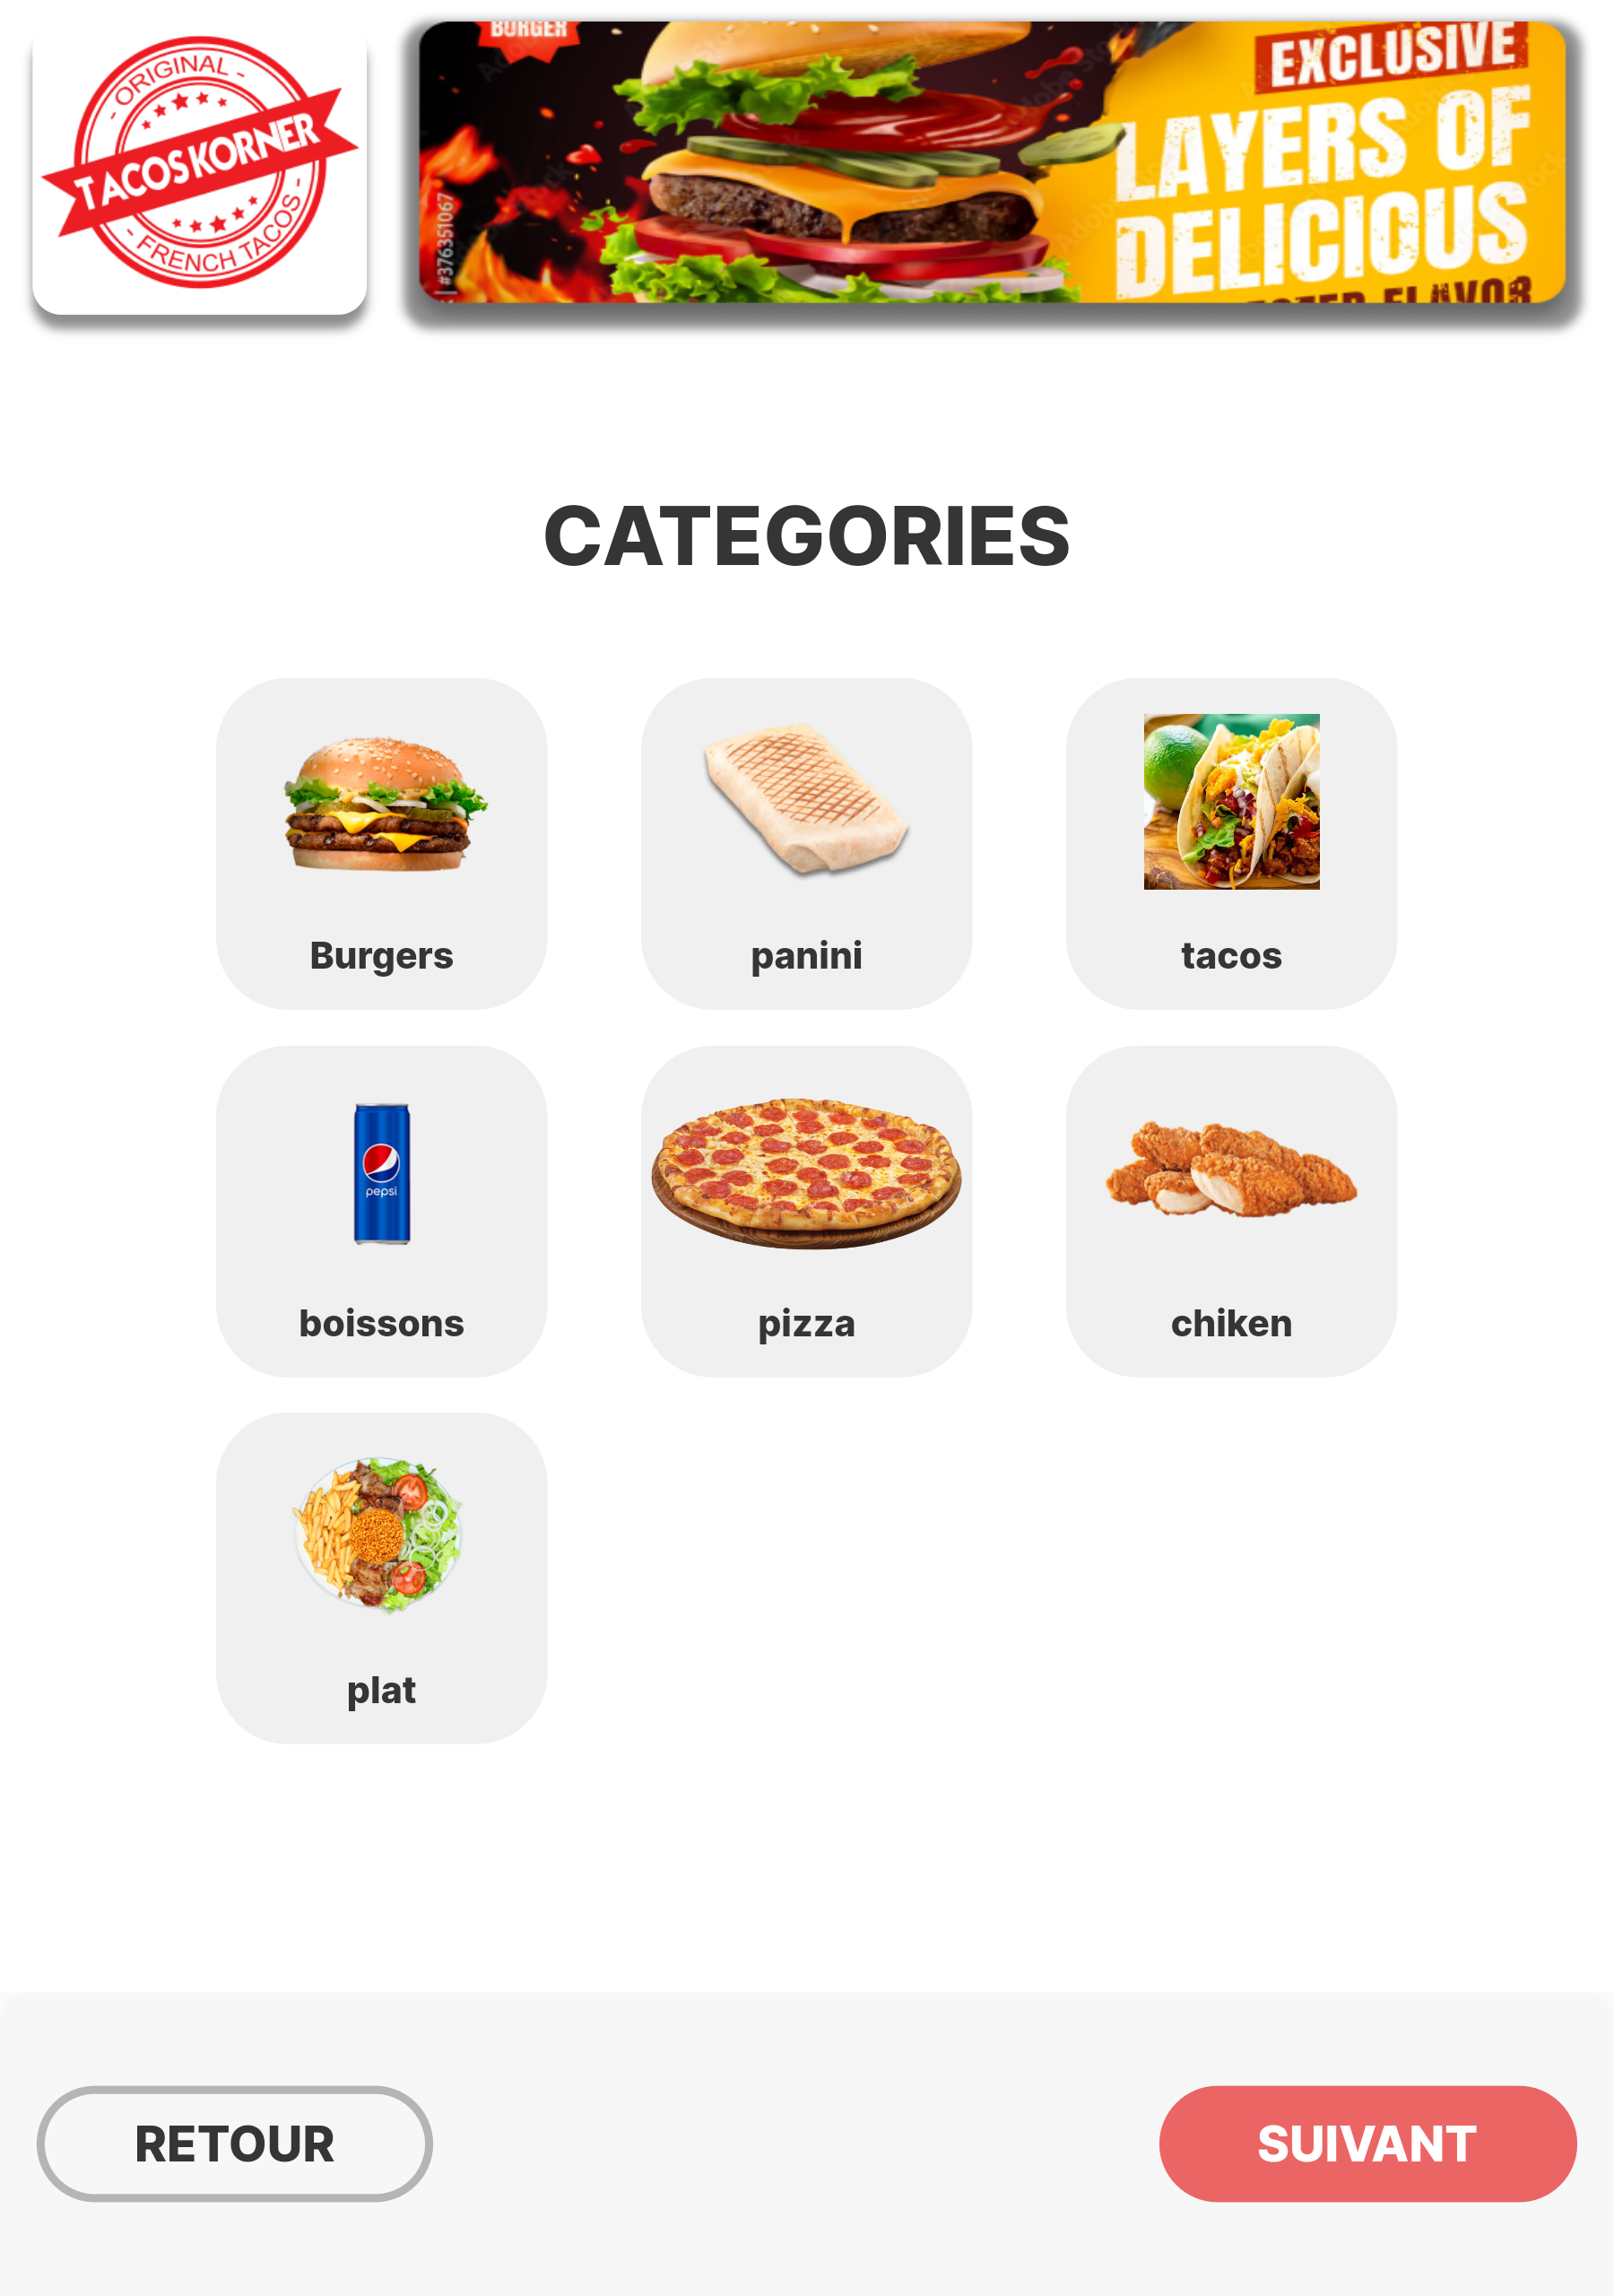 - ORIGINAL -
TACOS KORNER
- FRENCH TACOS -
BURGER
#376351067
EXCLUSIVE
LAYERS OF
DELICIOUS
FLAVOR
CATEGORIES
Burgers
panini
tacos
boissons
pepsi
pizza
chiken
plat
RETOUR
SUIVANT